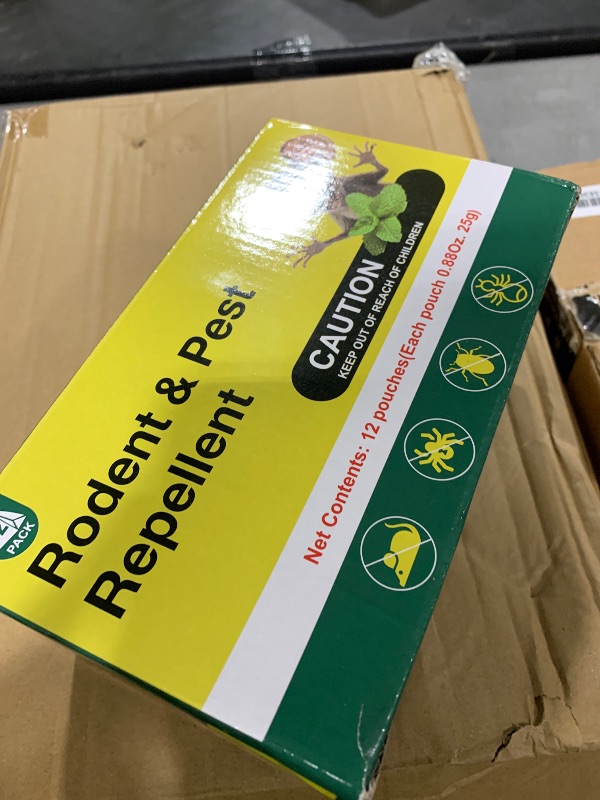 Rodent & Pest
Repellent
CAUTION
KEEP OUT OF REACH OF CHILDREN
Net Contents: 12 pouches(Each pouch 0.88Oz. 25g)
PACK